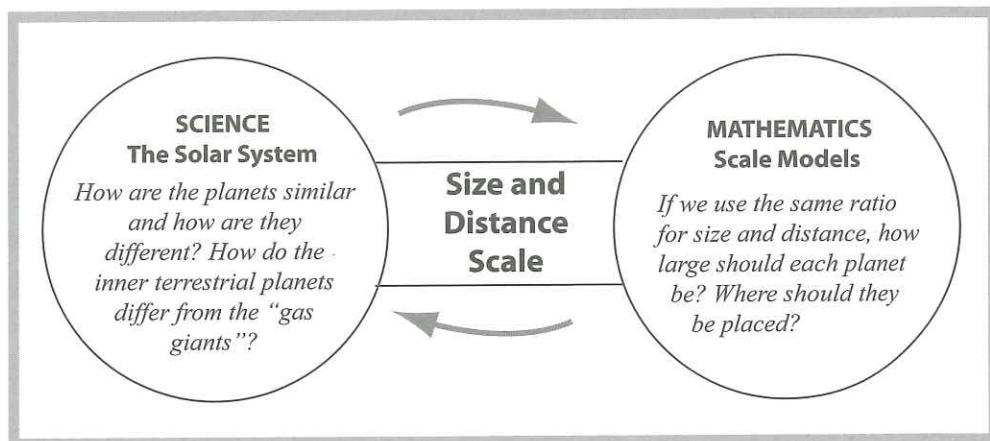 SCIENCE
The Solar System
How are the planets similar
and how are they
different? How do the
inner terrestrial planets
differ from the “gas
giants”?
Size and
Distance
Scale
MATHEMATICS
Scale Models
If we use the same ratio
for size and distance, how
large should each planet
be? Where should they
be placed?